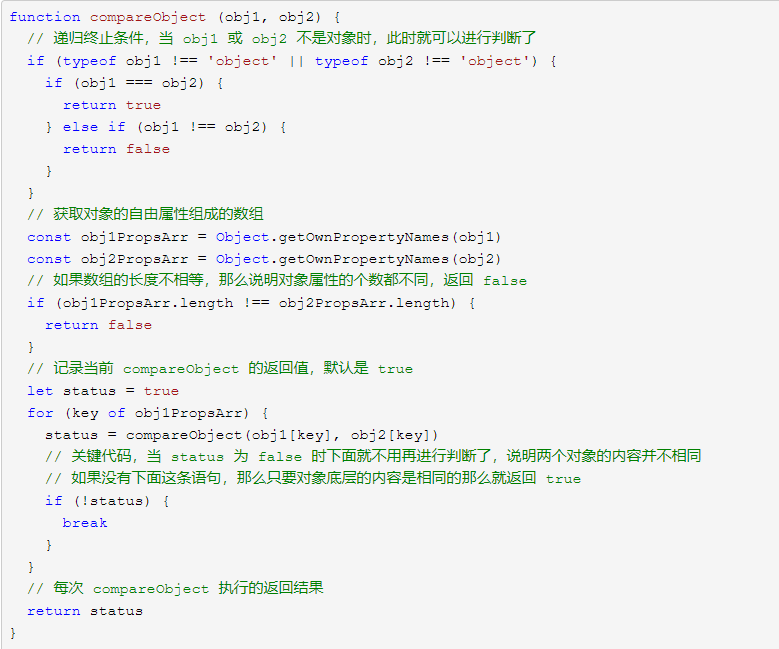 function compareObject (obj1, obj2) {
  // 递归终止条件，当 obj1 或 obj2 不是对象时，此时就可以进行判断了
  if (typeof obj1 !== 'object' || typeof obj2 !== 'object') {
    if (obj1 === obj2) {
      return true
    } else if (obj1 !== obj2) {
      return false
    }
  }
  // 获取对象的自由属性组成的数组
  const obj1PropsArr = Object.getOwnPropertyNames(obj1)
  const obj2PropsArr = Object.getOwnPropertyNames(obj2)
  // 如果数组的长度不相等，那么说明对象属性的个数都不同，返回 false
  if (obj1PropsArr.length !== obj2PropsArr.length) {
    return false
  }
  // 记录当前 compareObject 的返回值，默认是 true
  let status = true
  for (key of obj1PropsArr) {
    status = compareObject(obj1[key], obj2[key])
    // 关键代码，当 status 为 false 时下面就不用再进行判断了，说明两个对象的内容并不相同
    // 如果没有下面这条语句，那么只要对象底层的内容是相同的那么就返回 true
    if (!status) {
      break
    }
  }
  // 每次 compareObject 执行的返回结果
  return status
}